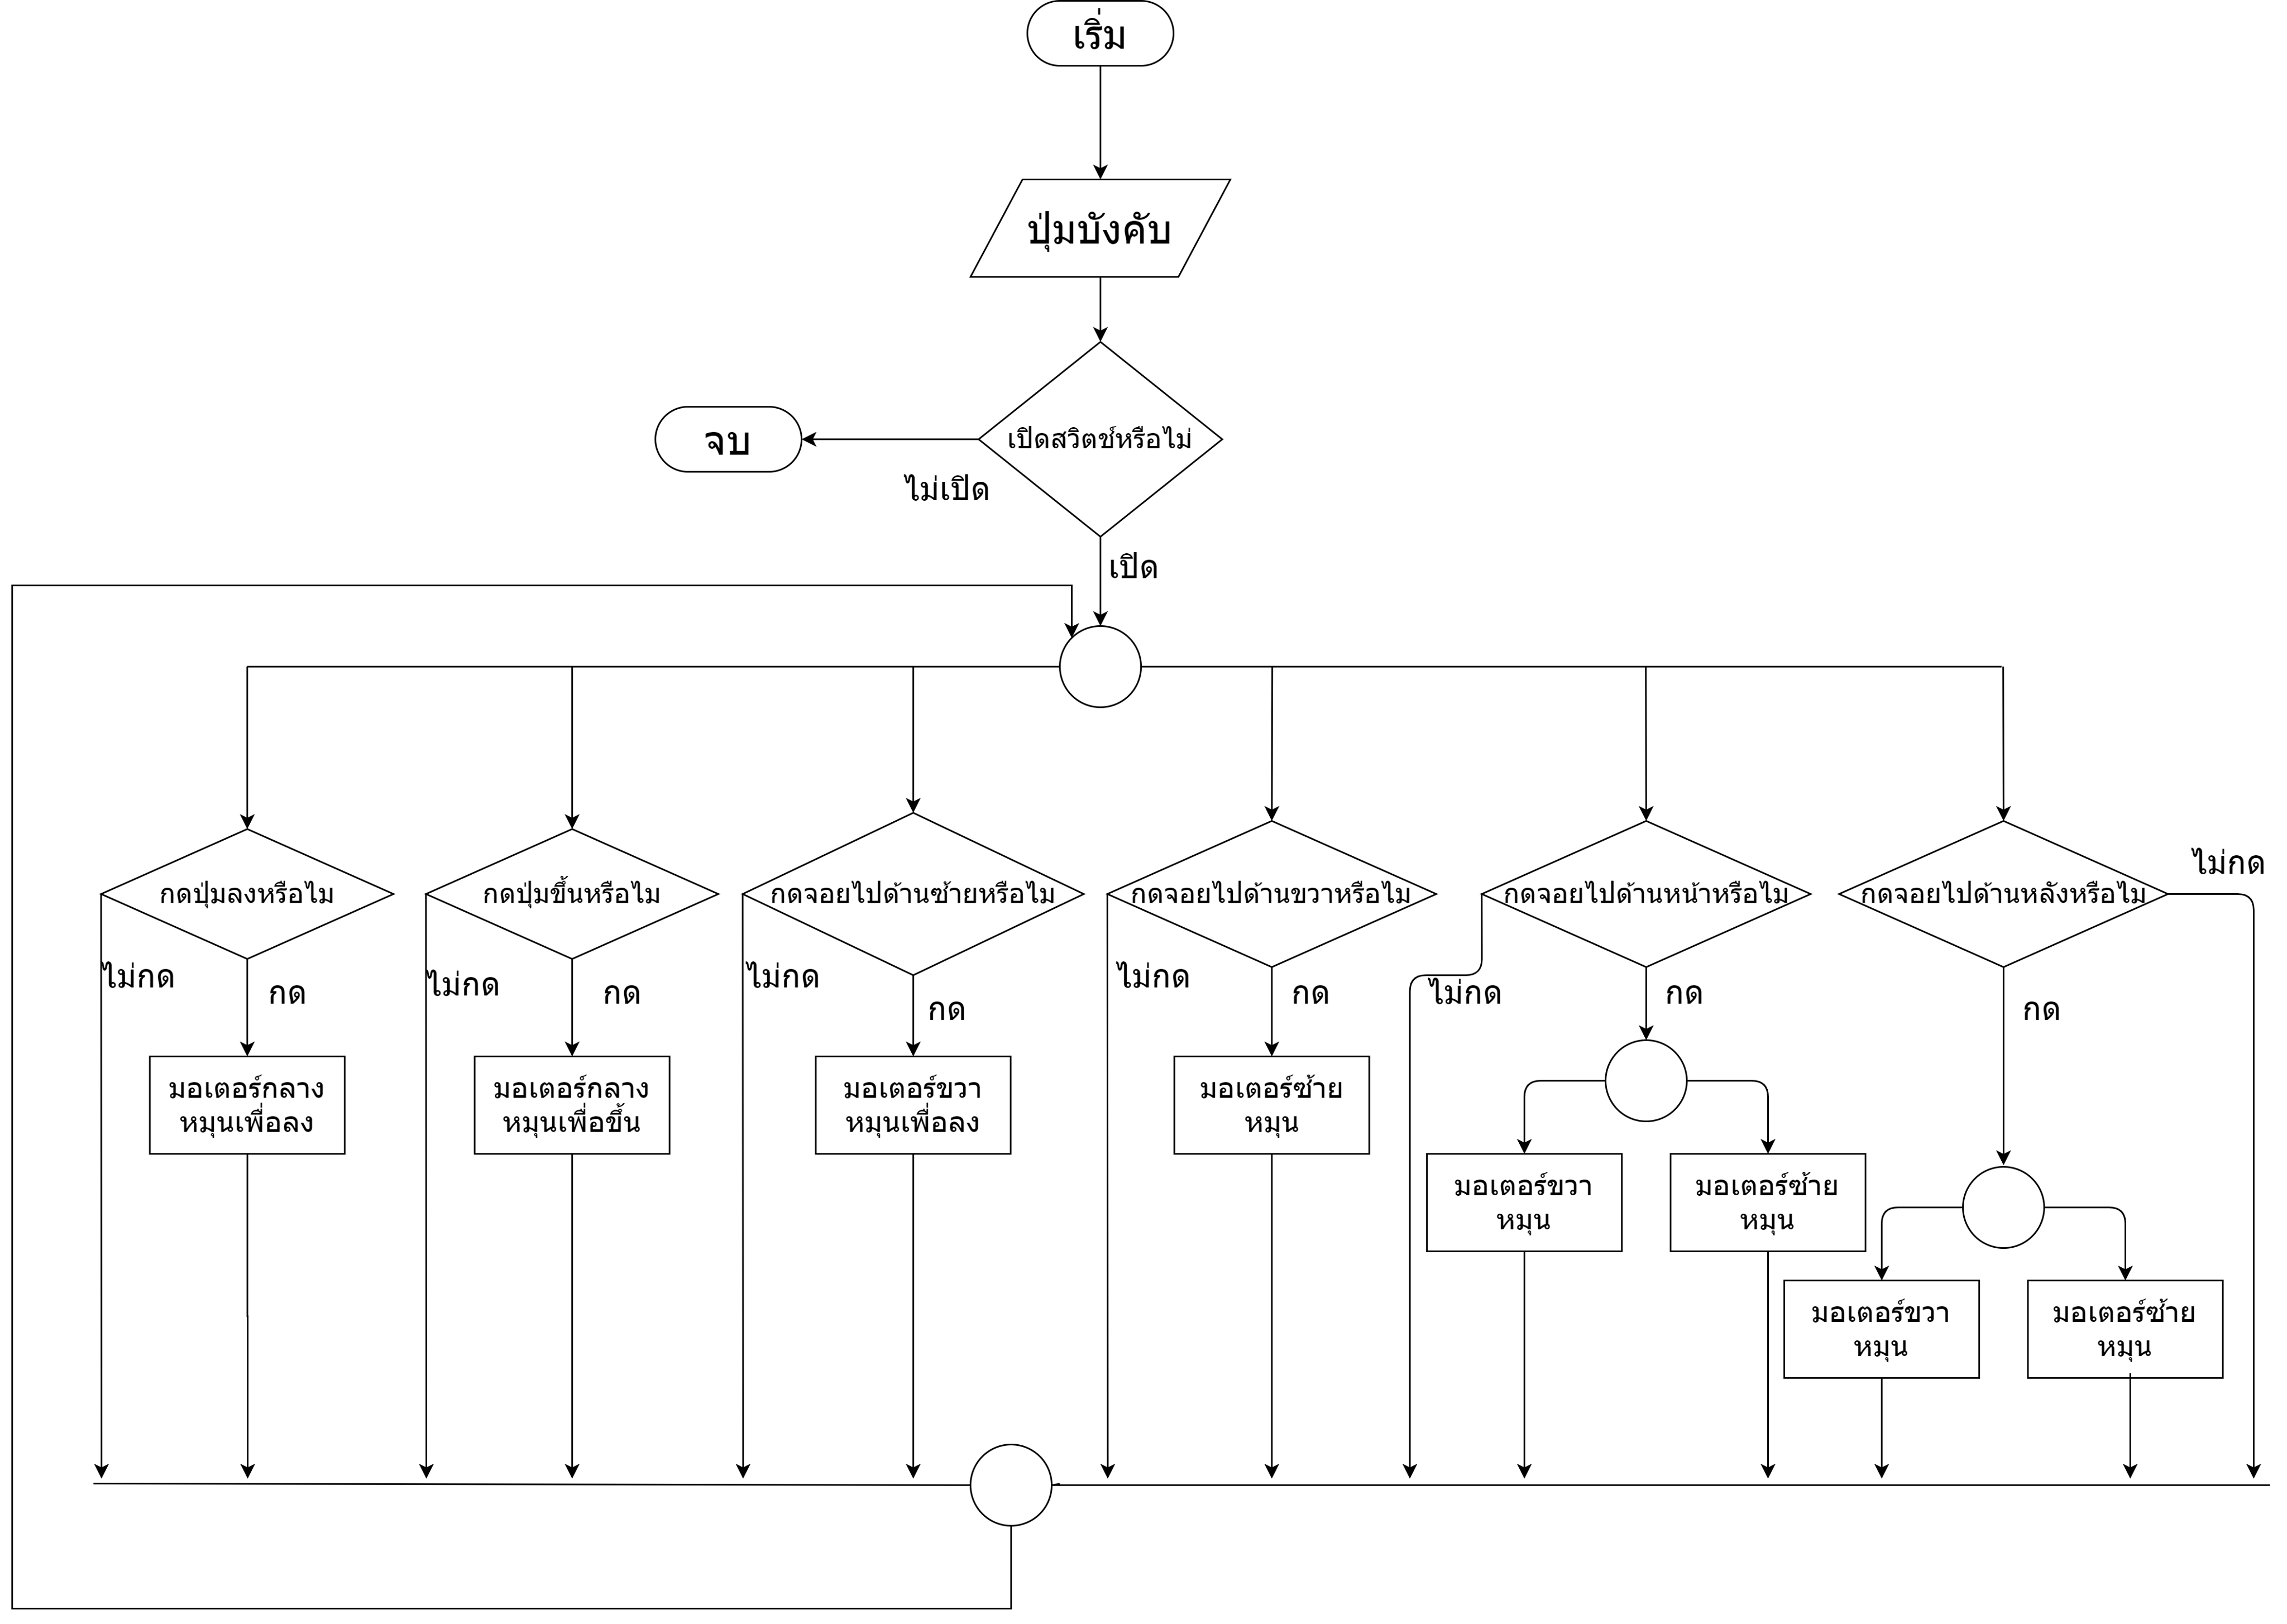 เริ่ม
ปุ่มบังคับ
เปิดสวิตช์หรือไม่
จบ
ไม่เปิด
เปิด
กดปุ่มลงหรือไม
กดปุ่มขึ้นหรือไม
กดจอยไปด้านซ้ายหรือไม
กดจอยไปด้านขวาหรือไม
กดจอยไปด้านหน้าหรือไม
กดจอยไปด้านหลังหรือไม
ไม่กด
ไม่กด
กด
ไม่กด
กด
ไม่กด
กด
ไม่กด
กด
ไม่กด
กด
กด
มอเตอร์กลาง
หมุนเพื่อลง
มอเตอร์กลาง
หมุนเพื่อขึ้น
มอเตอร์ขวา
หมุนเพื่อลง
มอเตอร์ซ้าย
หมุน
มอเตอร์ขวา
หมุน
มอเตอร์ซ้าย
หมุน
มอเตอร์ขวา
หมุน
มอเตอร์ซ้าย
หมุน